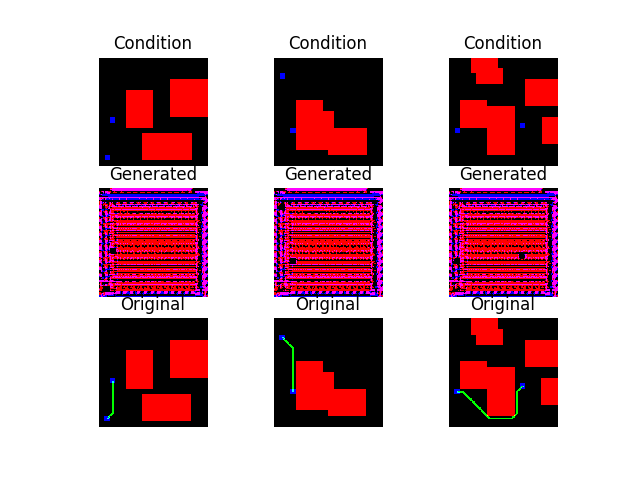 Condition Condition Condition
Generated Generated Generated
Original Original Original